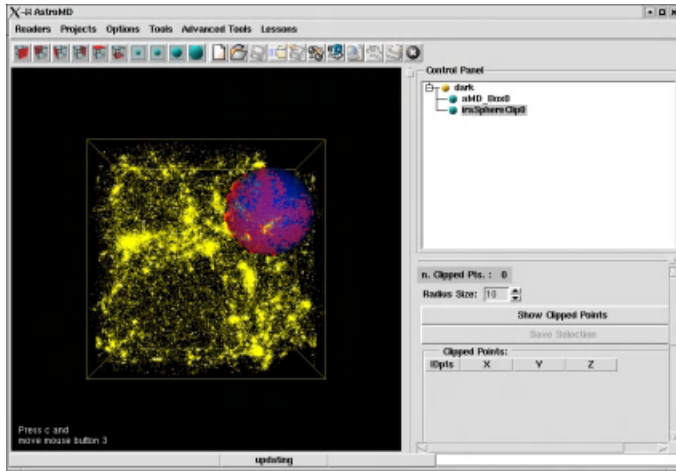 AstroMD
Readers Projects Options Tools Advanced Tools Lessons
Control Panel
dark
aMD_Box0
insSphereClip0
n. Clipped Pts. : 0
Radius Size: 10
Show Clipped Points
Save Selection
Clipped Points:
IDpts X Y Z
Press c and
move mouse button 3
updating